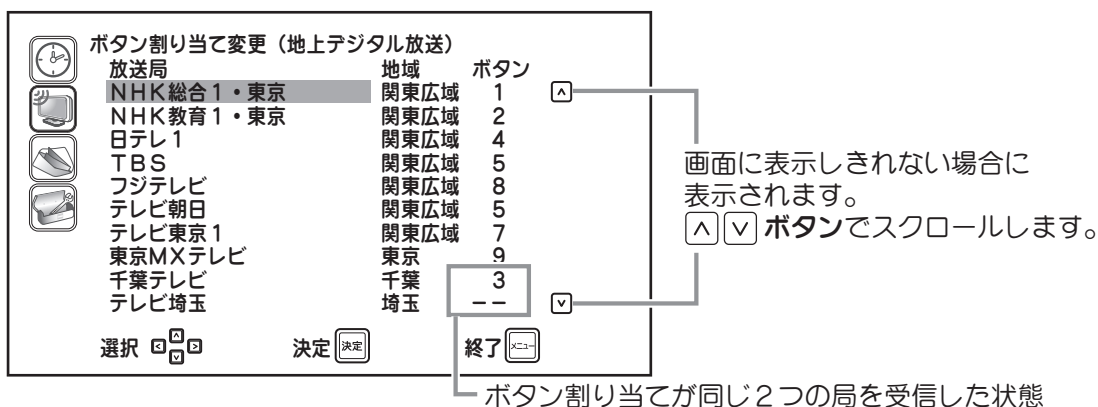 ボタン割り当て変更（地上デジタル放送）
放送局 地域 ボタン
NHK総合1・東京 関東広域 1
NHK教育1・東京 関東広域 2
日テレ1 関東広域 4
TBS 関東広域 5
フジテレビ 関東広域 8
テレビ朝日 関東広域 5
テレビ東京1 関東広域 7
東京MXテレビ 東京 9
千葉テレビ 千葉 3
テレビ埼玉 埼玉 −−
選択 決定 決定 終了 メニュー
画面に表示しきれない場合に
表示されます。
ボタンでスクロールします。
ボタン割り当てが同じ2つの局を受信した状態